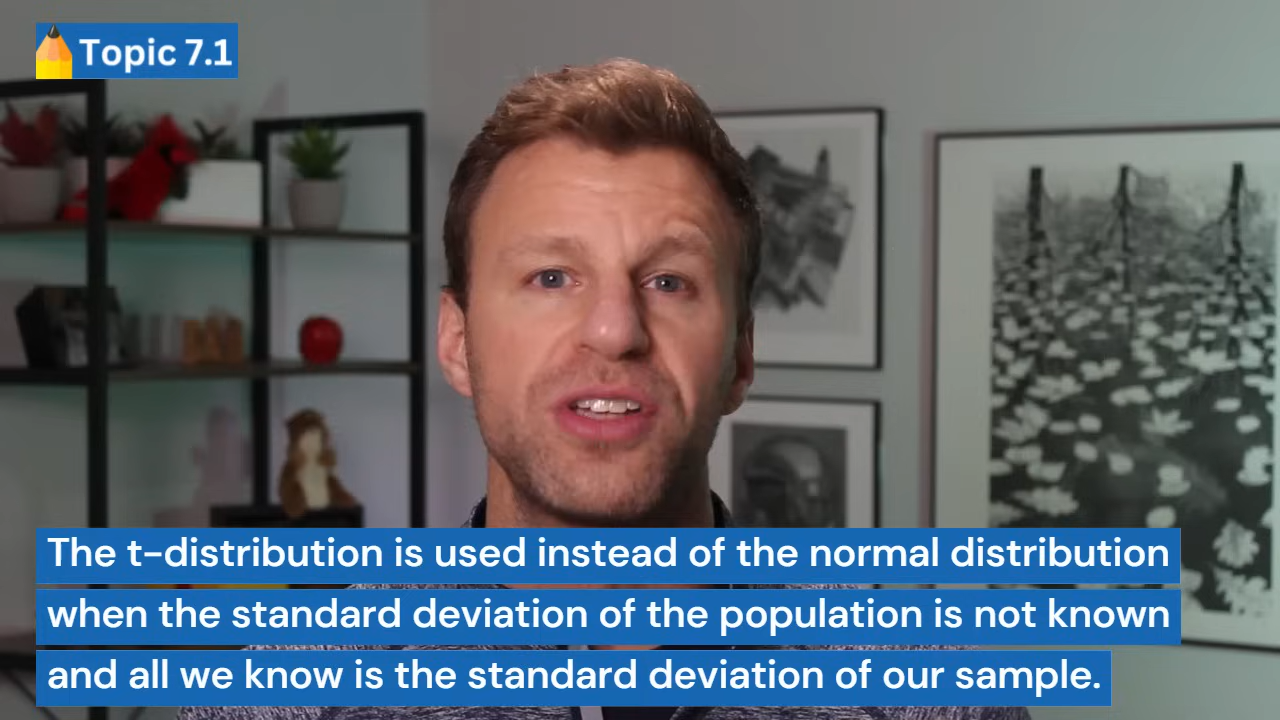 Topic 7.1
The t-distribution is used instead of the normal distribution
when the standard deviation of the population is not known
and all we know is the standard deviation of our sample.